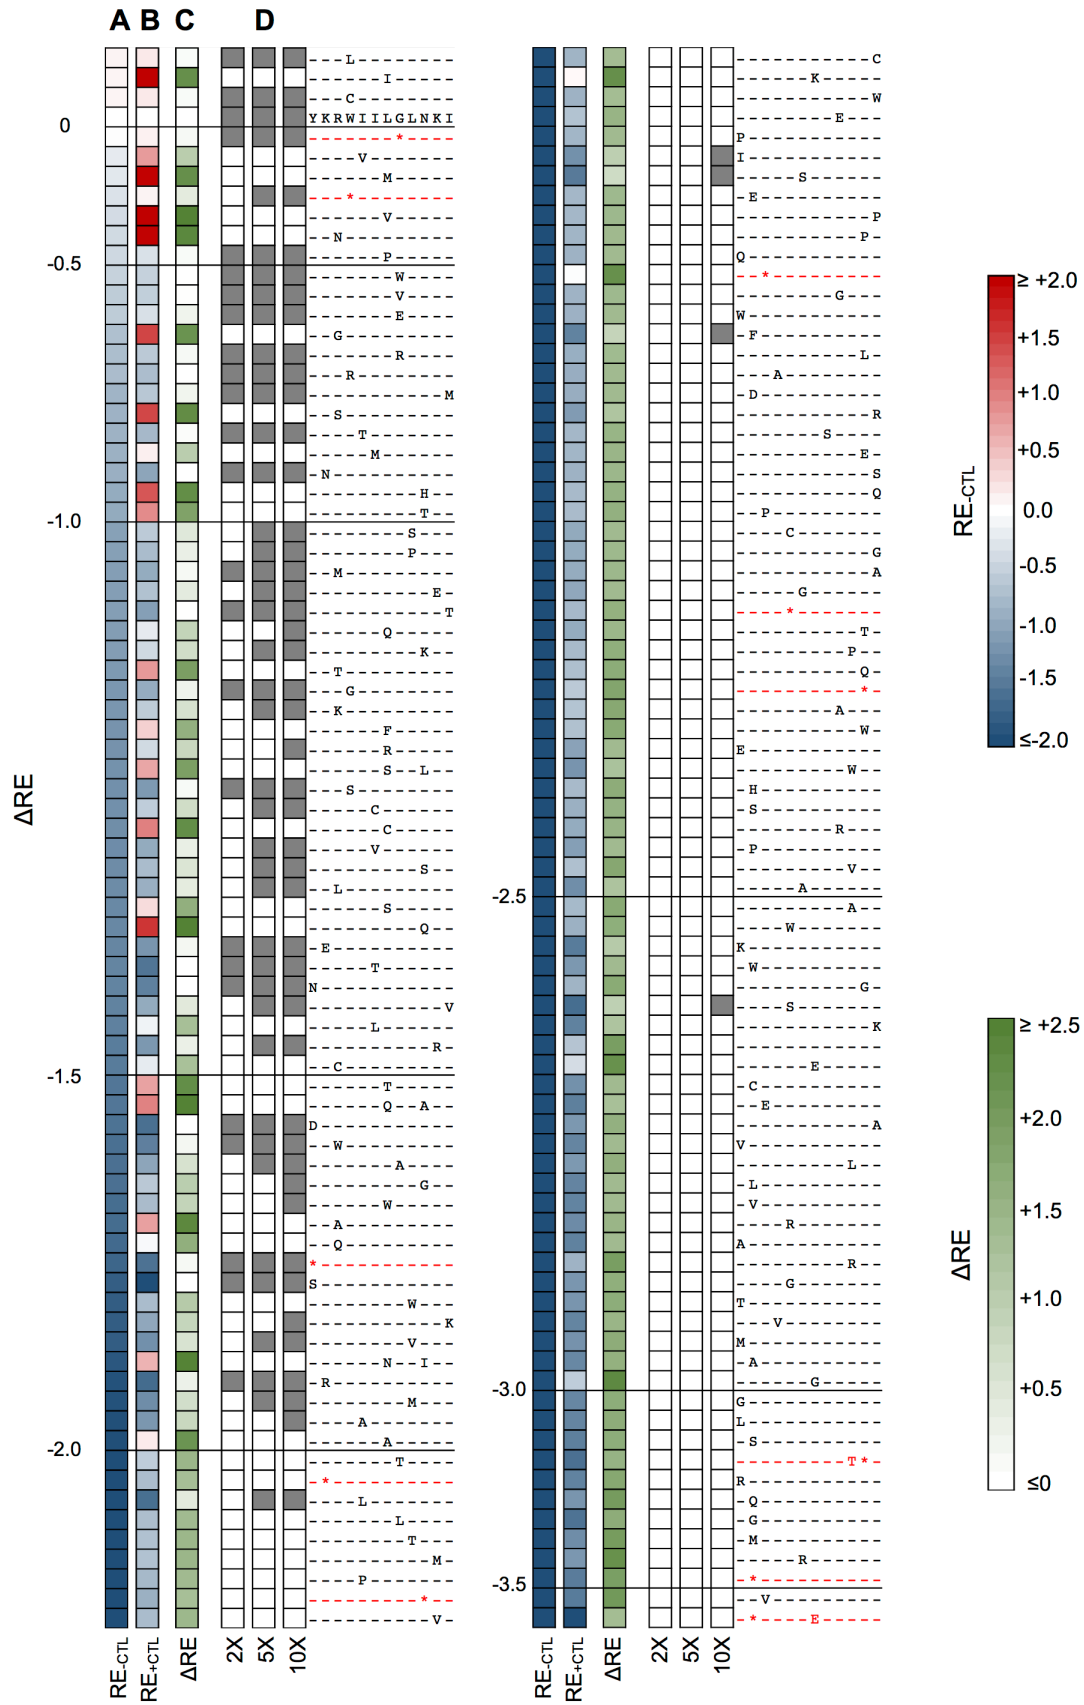 A B C D
---L--------
------I-----
---C--------
0
YKRWIILGLNKI
-------*----
----V-------
------M-----
---*--------
------V-----
--N---------
------P-----
-0.5
-------W----
-------V----
-------E----
--G---------
-------R----
---R--------
-----------M
--S---------
----T-------
-----M------
-N----------
---------H--
---------T--
-1.0
--------S---
--------P---
--M---------
----------E-
-----------T
------Q-----
---------K--
--T---------
---G--------
--K---------
------F-----
------R-----
------S--L--
---S--------
-----C------
------C-----
-----V------
---------S--
--L---------
------S-----
---------Q--
-E----------
-----T------
N-----------
-----------V
-----L------
----------R-
--C---------
-1.5
------T-----
------Q--A--
D-----------
--W---------
-------A----
---------G--
------W-----
--A---------
--Q---------
*-----------
S-----------
--------W---
-----------K
--------V---
------N--I--
-R----------
--------M---
----A-------
------A-----
-2.0
-------T----
-*----------
----L-------
-------L----
--------T---
----------M-
----P-------
---------*--
----------V-
ΔRE
RE-CTL
RE+CTL
ΔRE
2X
5X
10X
-----------C
------K-----
-----------W
--------E---
P-----------
I-----------
-----S------
-E----------
-----------P
----------P-
Q-----------
--*---------
--------G---
W-----------
-F----------
----------L-
---A--------
-D----------
-----------R
-------S----
----------E-
-----------S
-----------Q
--P---------
----C-------
-----------G
-----------A
-----G------
----*-------
----------T-
---------P--
----------Q-
----------*-
--------A---
----------W-
E-----------
---------W--
-H----------
-S----------
--------R---
-P----------
---------V--
-----A------
-2.5
---------A--
----W-------
K-----------
-W----------
----------G-
----S-------
-----------K
------E-----
-C----------
--E---------
-----------A
V-----------
---------L--
-L----------
-V----------
----R-------
A-----------
---------R--
----G-------
T-----------
---V--------
M-----------
-A----------
------G-----
-3.0
G-----------
L-----------
-S----------
---------T*-
R-----------
-Q----------
-G----------
-M----------
-----R------
-*----------
-3.5
--V---------
-*----E-----
RE-CTL
RE+CTL
ΔRE
2X
5X
10X
RE-CTL
≥ +2.0
+1.5
+1.0
+0.5
0.0
-0.5
-1.0
-1.5
≤-2.0
ΔRE
≥ +2.5
+2.0
+1.5
+1.0
+0.5
≤0